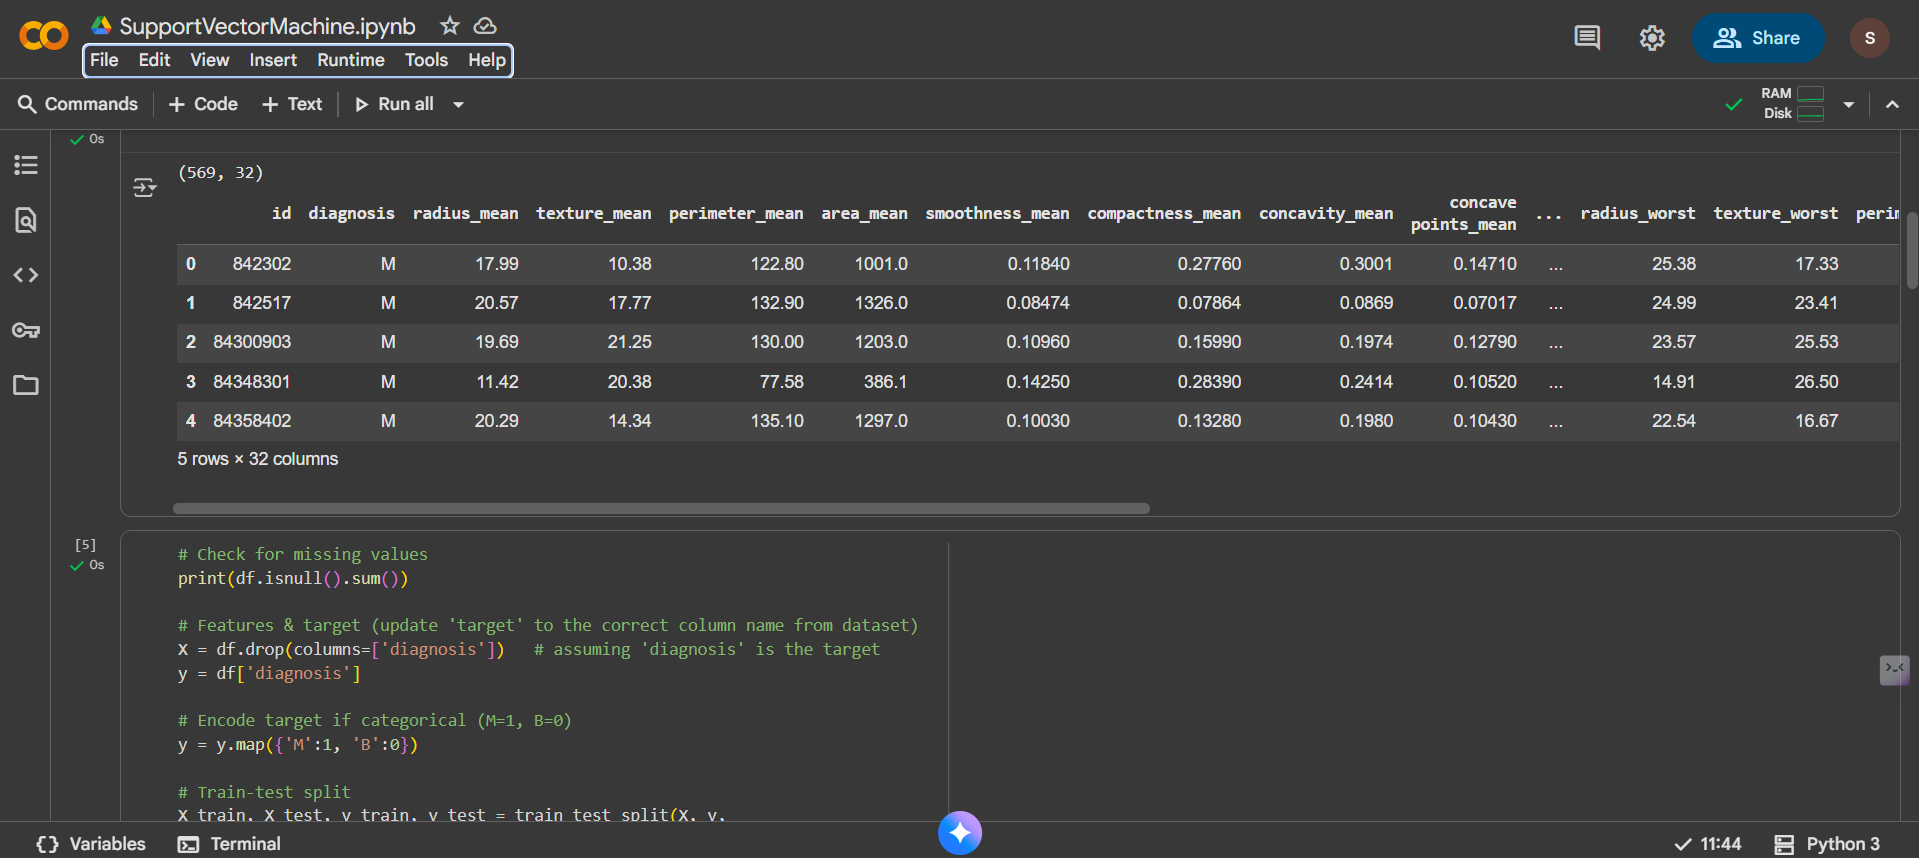 SupportVectorMachine.ipynb
File Edit View Insert Runtime Tools Help
Share
S
Commands + Code + Text Run all
RAM
Disk
0s
(569, 32)
id diagnosis radius_mean texture_mean perimeter_mean area_mean smoothness_mean compactness_mean concavity_mean concave points_mean ... radius_worst texture_worst perim
0 842302 M 17.99 10.38 122.80 1001.0 0.11840 0.27760 0.3001 0.14710 ... 25.38 17.33
1 842517 M 20.57 17.77 132.90 1326.0 0.08474 0.07864 0.0869 0.07017 ... 24.99 23.41
2 84300903 M 19.69 21.25 130.00 1203.0 0.10960 0.15990 0.1974 0.12790 ... 23.57 25.53
3 84348301 M 11.42 20.38 77.58 386.1 0.14250 0.28390 0.2414 0.10520 ... 14.91 26.50
4 84358402 M 20.29 14.34 135.10 1297.0 0.10030 0.13280 0.1980 0.10430 ... 22.54 16.67
5 rows × 32 columns
[5]
0s
# Check for missing values
print(df.isnull().sum())
# Features & target (update 'target' to the correct column name from dataset)
X = df.drop(columns=['diagnosis'])   # assuming 'diagnosis' is the target
y = df['diagnosis']
# Encode target if categorical (M=1, B=0)
y = y.map({'M':1, 'B':0})
# Train-test split
X_train, X_test, y_train, y_test = train_test_split(X, y,
Variables Terminal
11:44 Python 3